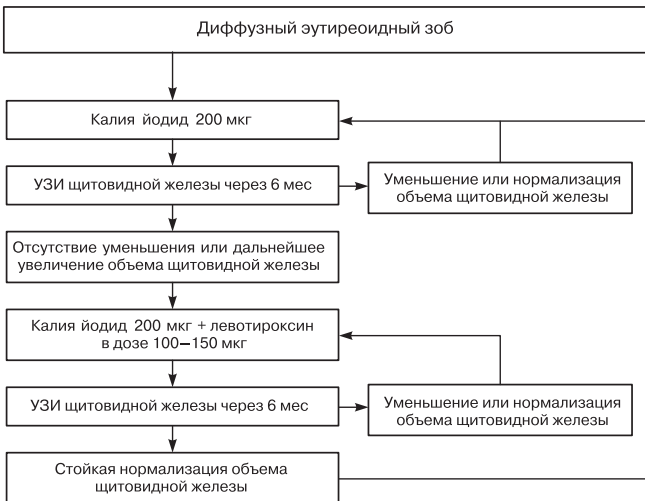 Диффузный эутиреоидный зоб
Калия йодид 200 мкг
УЗИ щитовидной железы через 6 мес
Уменьшение или нормализация
объема щитовидной железы
Отсутствие уменьшения или дальнейшее
увеличение объема щитовидной железы
Калия йодид 200 мкг + левотироксин
в дозе 100—150 мкг
УЗИ щитовидной железы через 6 мес
Уменьшение или нормализация
объема щитовидной железы
Стойкая нормализация объема
щитовидной железы